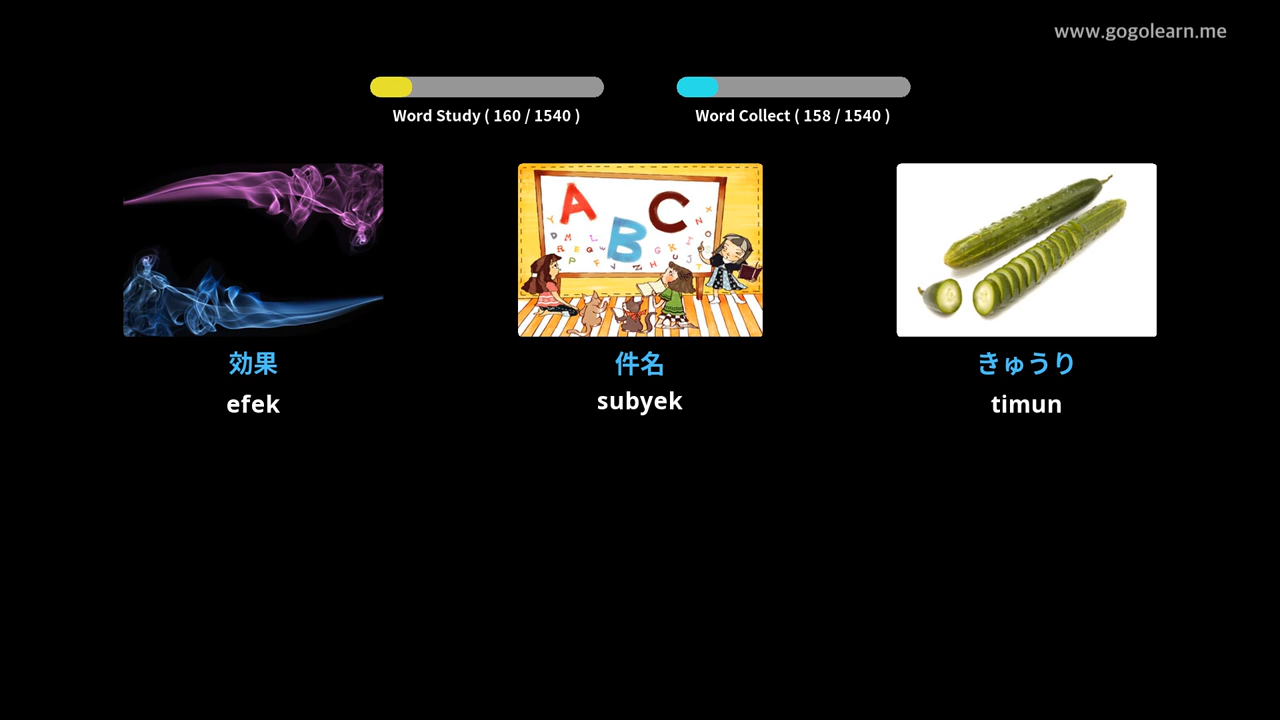 www.gogolearn.me
Word Study ( 160 / 1540 )
Word Collect ( 158 / 1540 )
A B C
効果
件名
きゅうり
efek
subyek
timun